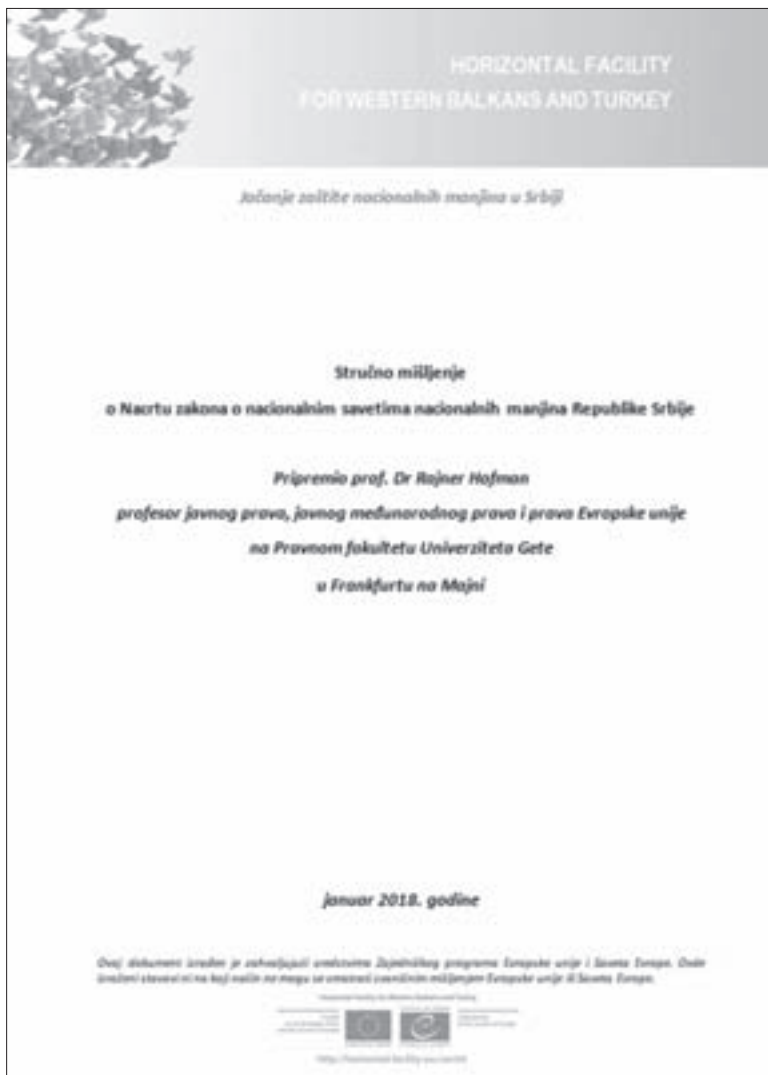 HORIZONTAL FACILITY
FOR WESTERN BALKANS AND TURKEY
Jačanje zaštite nacionalnih manjina u Srbiji
Stručno mišljenje
o Nacrtu zakona o nacionalnim savetima nacionalnih manjina Republike Srbije
Pripremio prof. Dr Rajner Hofman
profesor javnog prava, javnog međunarodnog prava i prava Evropske unije
na Pravnom fakultetu Univerziteta Gete
u Frankfurtu na Majni
januar 2018. godine
Ovaj dokument izrađen je zahvaljujući sredstvima Zajedničkog programa Evropske unije i Saveta Evrope. Ovde
izraženi stavovi ni na koji način ne mogu se smatrati zvaničnim mišljenjem Evropske unije ili Saveta Evrope.